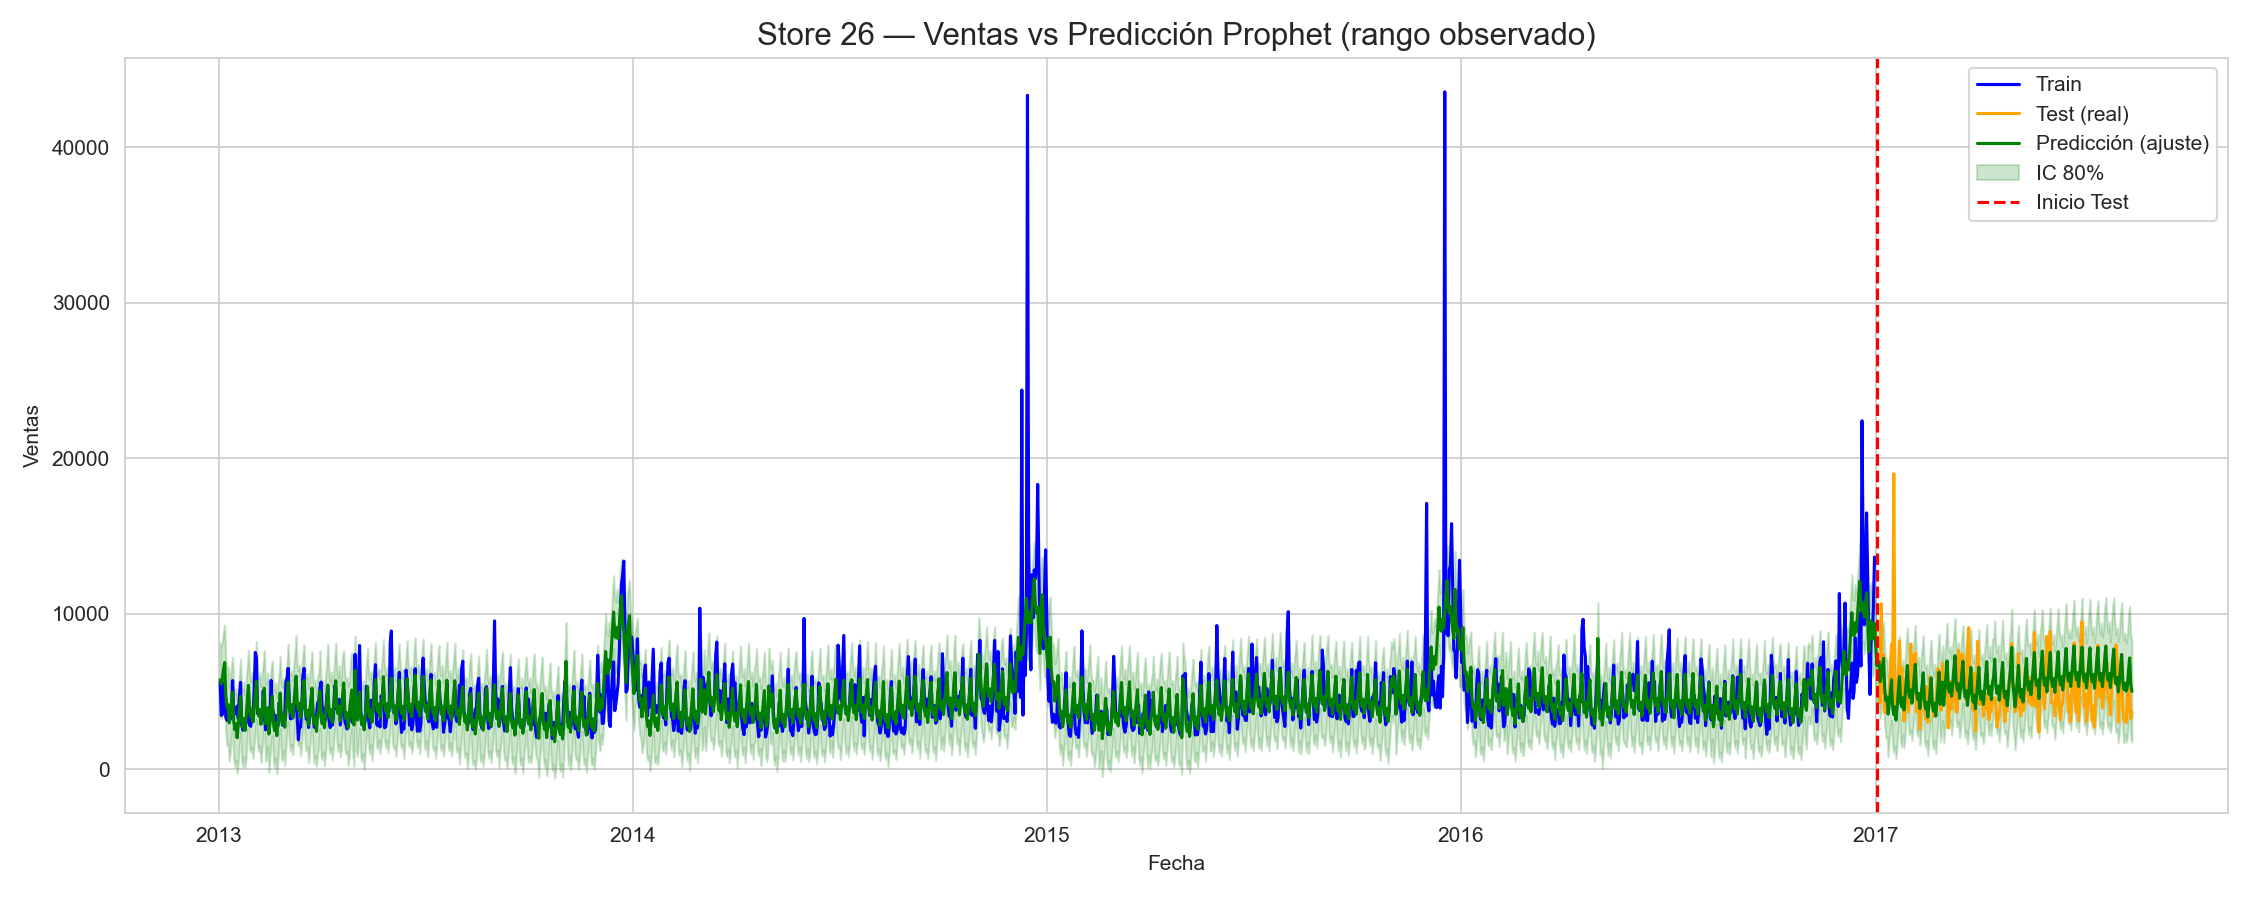 Store 26 — Ventas vs Predicción Prophet (rango observado)
Train
Test (real)
Predicción (ajuste)
IC 80%
Inicio Test
Ventas
40000
30000
20000
10000
0
2013
2014
2015
2016
2017
Fecha